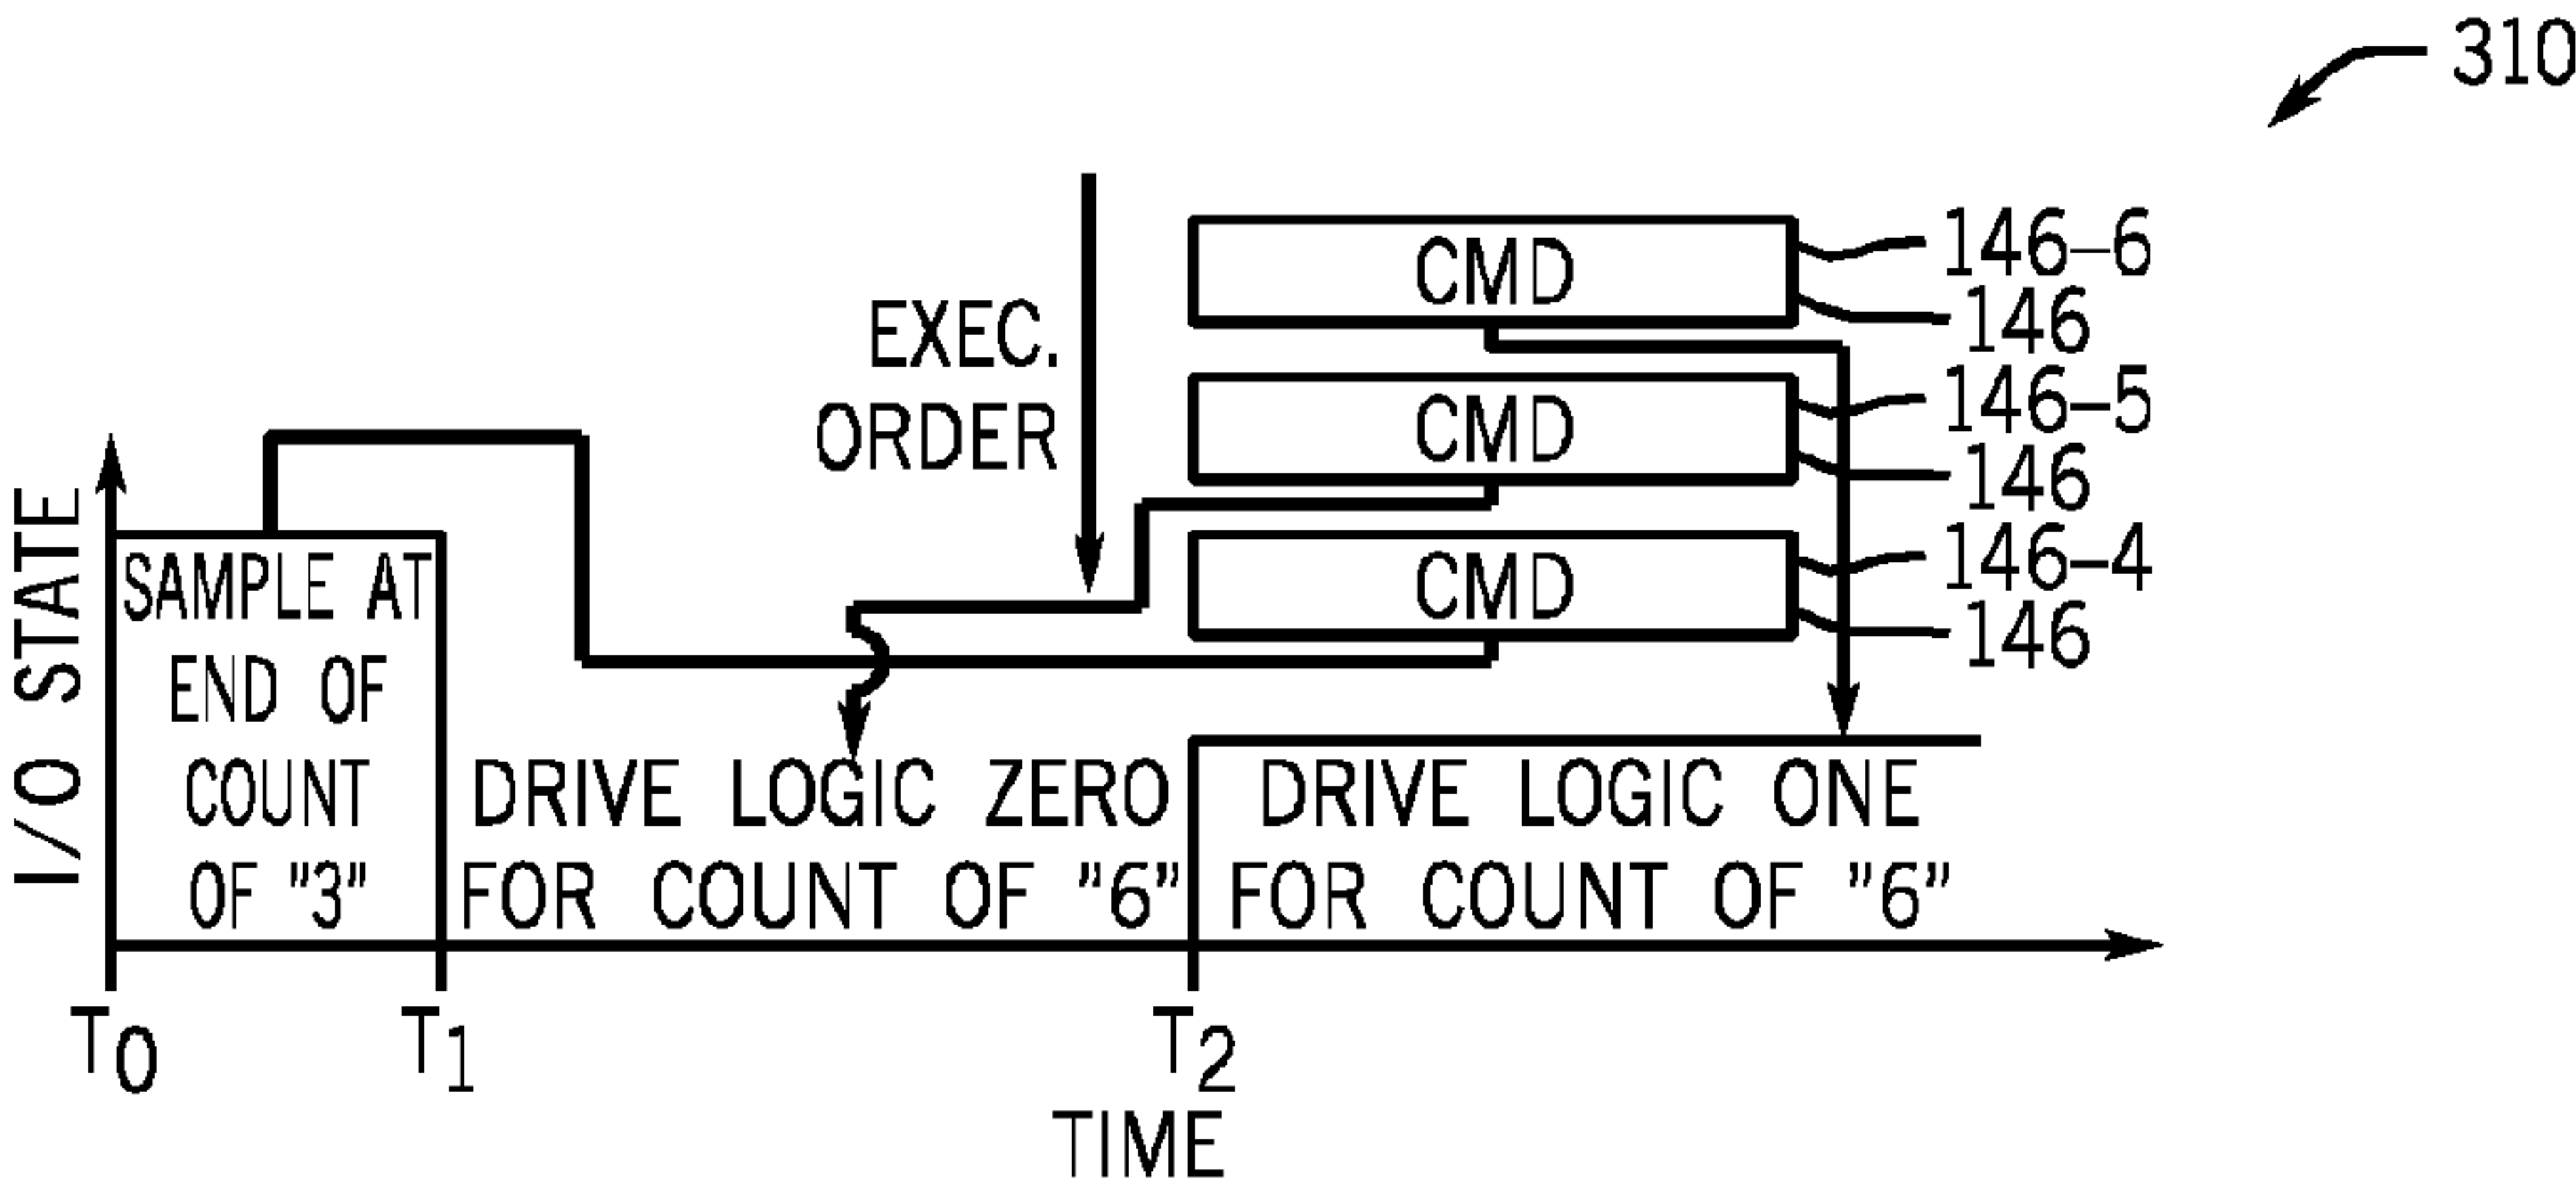 310
CMD
146-6
146
EXEC.
ORDER
CMD
146-5
146
CMD
146-4
146
I/O STATE
SAMPLE AT
END OF
COUNT
OF "3"
DRIVE LOGIC ZERO
FOR COUNT OF "6"
DRIVE LOGIC ONE
FOR COUNT OF "6"
T0
T1
T2
TIME